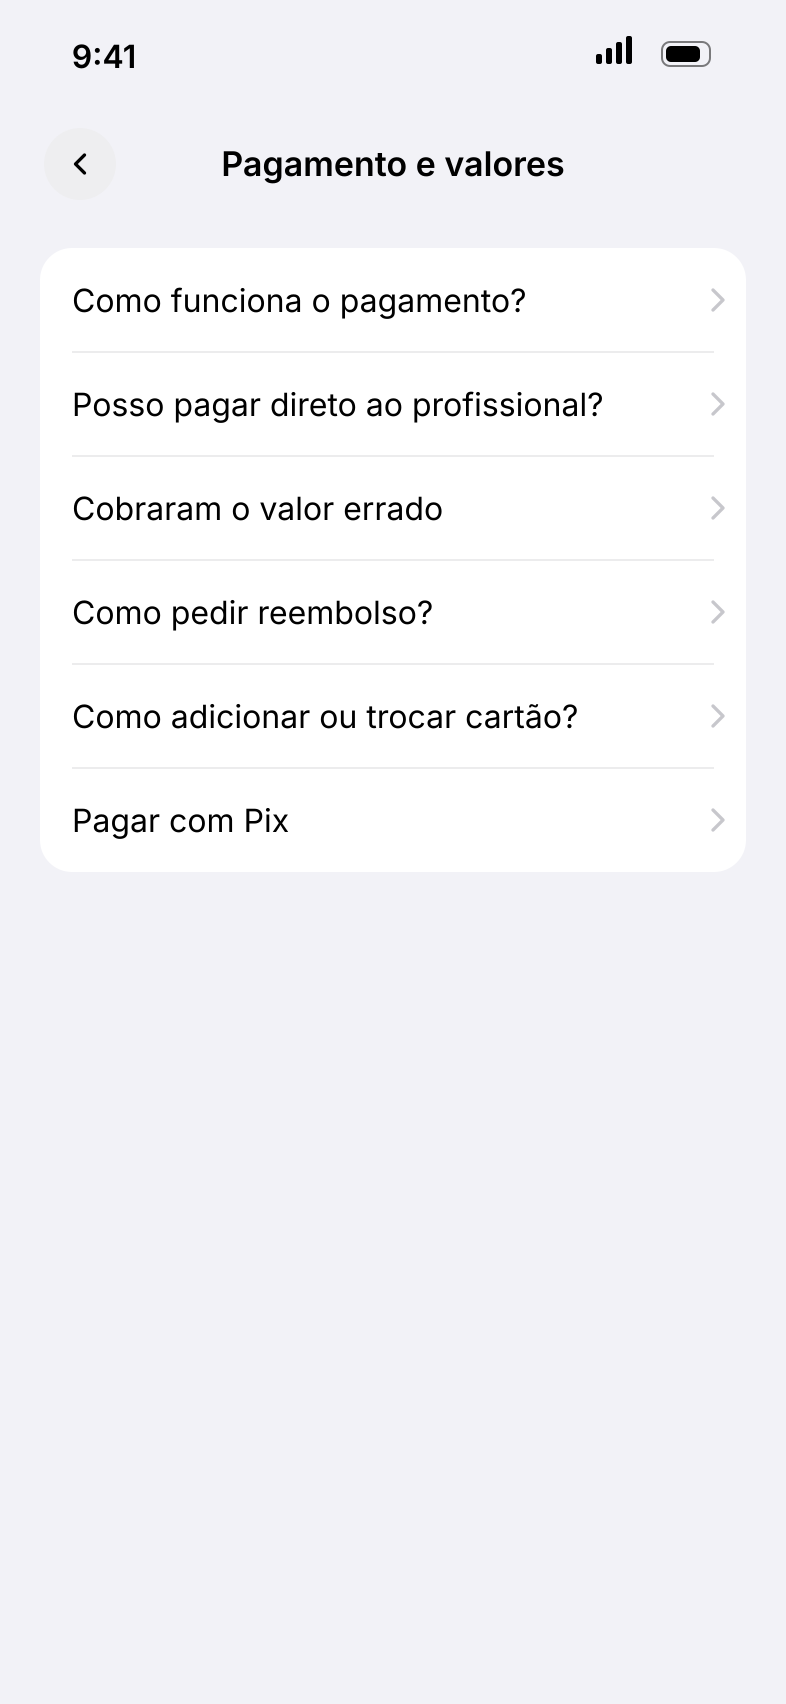 9:41
Pagamento e valores
Como funciona o pagamento?
Posso pagar direto ao profissional?
Cobraram o valor errado
Como pedir reembolso?
Como adicionar ou trocar cartão?
Pagar com Pix